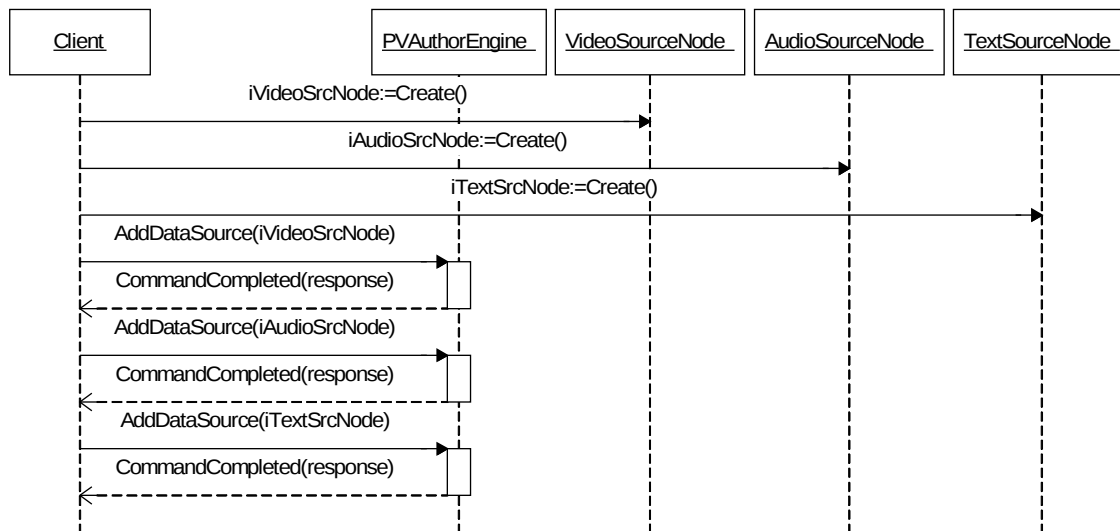 Client
PVAuthorEngine
VideoSourceNode
AudioSourceNode
TextSourceNode
iVideoSrcNode:=Create()
iAudioSrcNode:=Create()
iTextSrcNode:=Create()
AddDataSource(iVideoSrcNode)
CommandCompleted(response)
AddDataSource(iAudioSrcNode)
CommandCompleted(response)
AddDataSource(iTextSrcNode)
CommandCompleted(response)